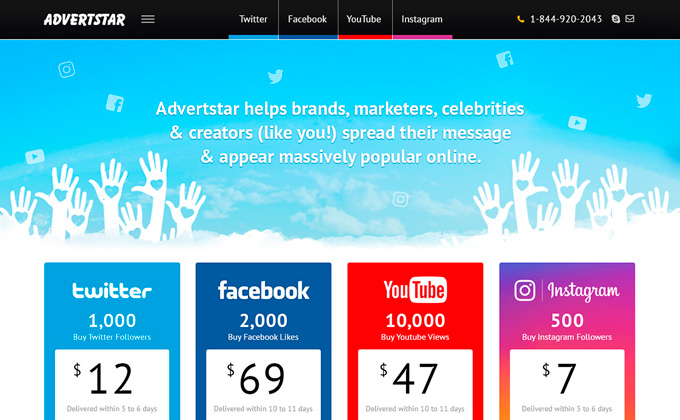 ADVERTSTAR
Twitter Facebook YouTube Instagram
1-844-920-2043
Advertstar helps brands, marketers, celebrities
& creators (like you!) spread their message
& appear massively popular online.
twitter
1,000
Buy Twitter Followers
$12
Delivered within 5 to 6 days
facebook
2,000
Buy Facebook Likes
$69
Delivered within 10 to 11 days
YouTube
10,000
Buy Youtube Views
$47
Delivered within 10 to 11 days
Instagram
500
Buy Instagram Followers
$7
Delivered within 5 to 6 days